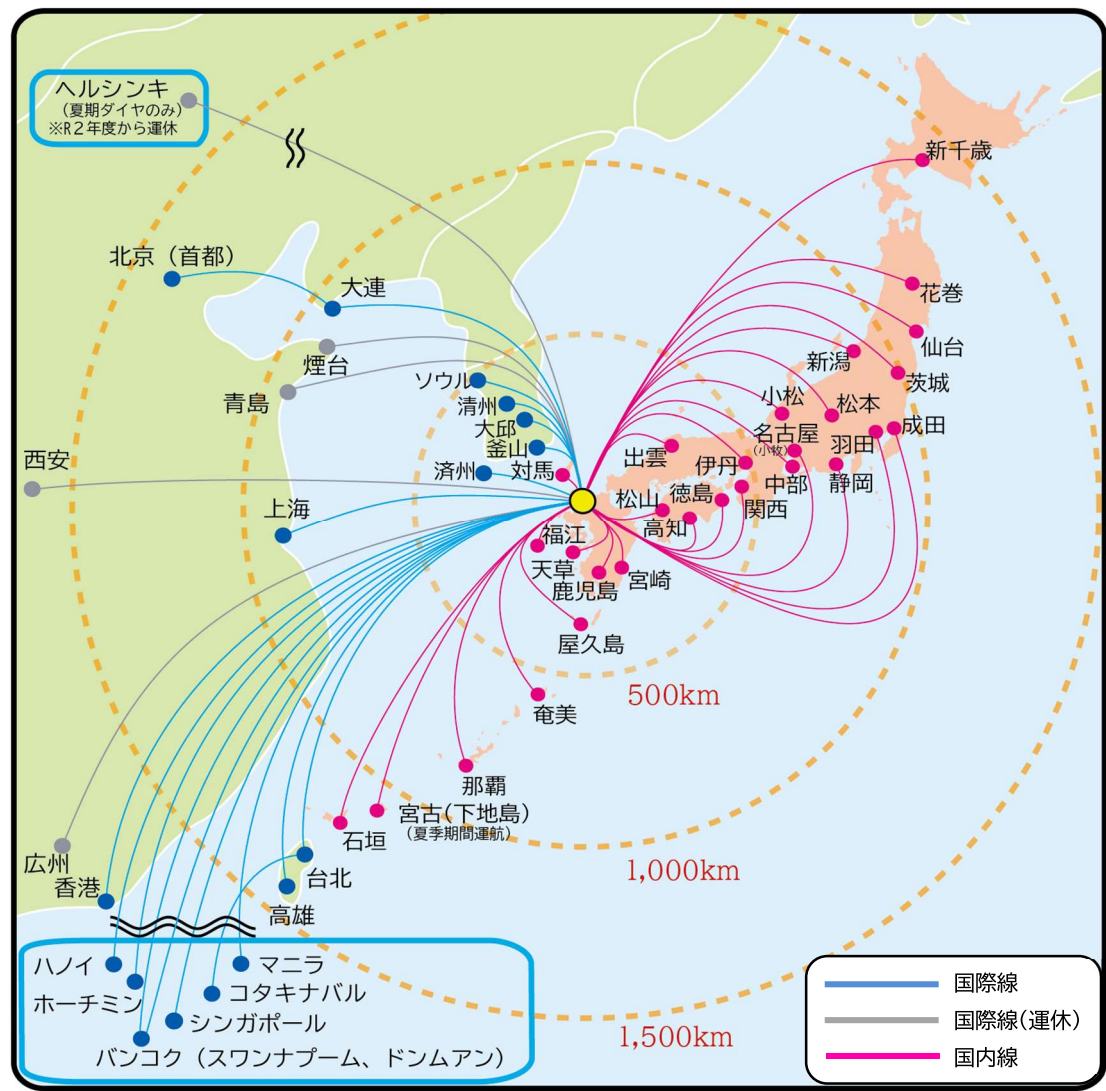 ヘルシンキ
（夏期ダイヤのみ）
※R２年度から運休
新千歳
北京（首都）
大連
花巻
仙台
煙台
新潟
茨城
青島
ソウル
清州
大邱
釜山
小松
松本
名古屋
（小牧）
羽田
成田
西安
済州
対馬
出雲
伊丹
中部
静岡
上海
松山
徳島
関西
高知
福江
天草
鹿児島
宮崎
屋久島
500km
奄美
那覇
宮古（下地島）
（夏季期間運航）
石垣
広州
香港
台北
高雄
1,000km
ハノイ
マニラ
ホーチミン
コタキナバル
シンガポール
バンコク（スワンナプーム、ドンムアン）
1,500km
国際線
国際線（運休）
国内線